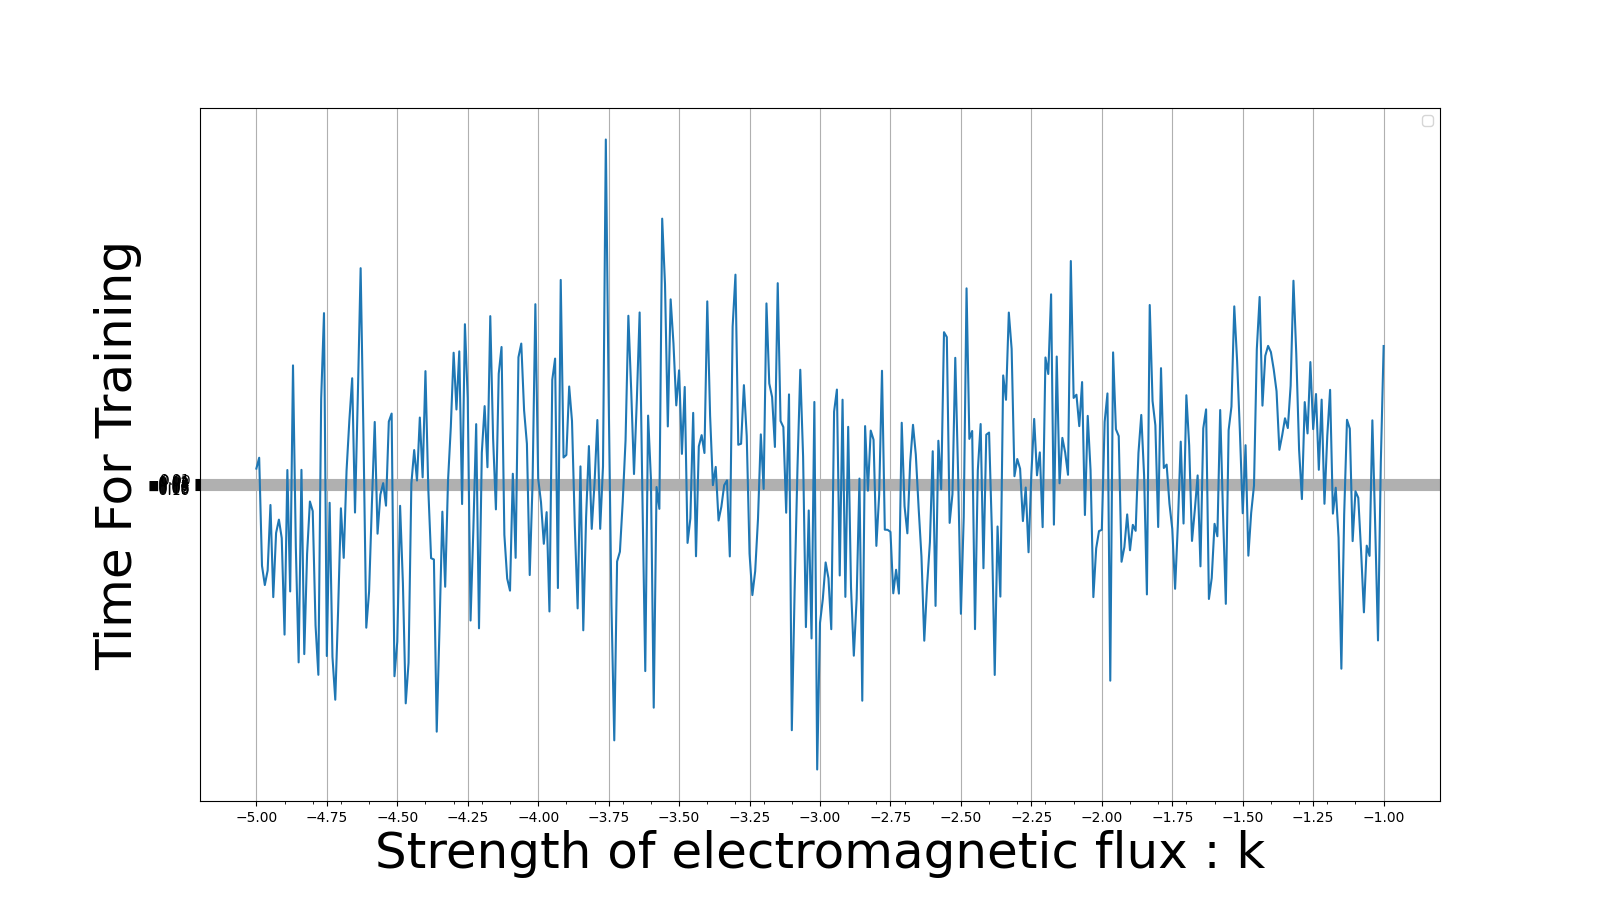 Time For Training
−5.00 −4.75 −4.50 −4.25 −4.00 −3.75 −3.50 −3.25 −3.00 −2.75 −2.50 −2.25 −2.00 −1.75 −1.50 −1.25 −1.00
Strength of electromagnetic flux : k